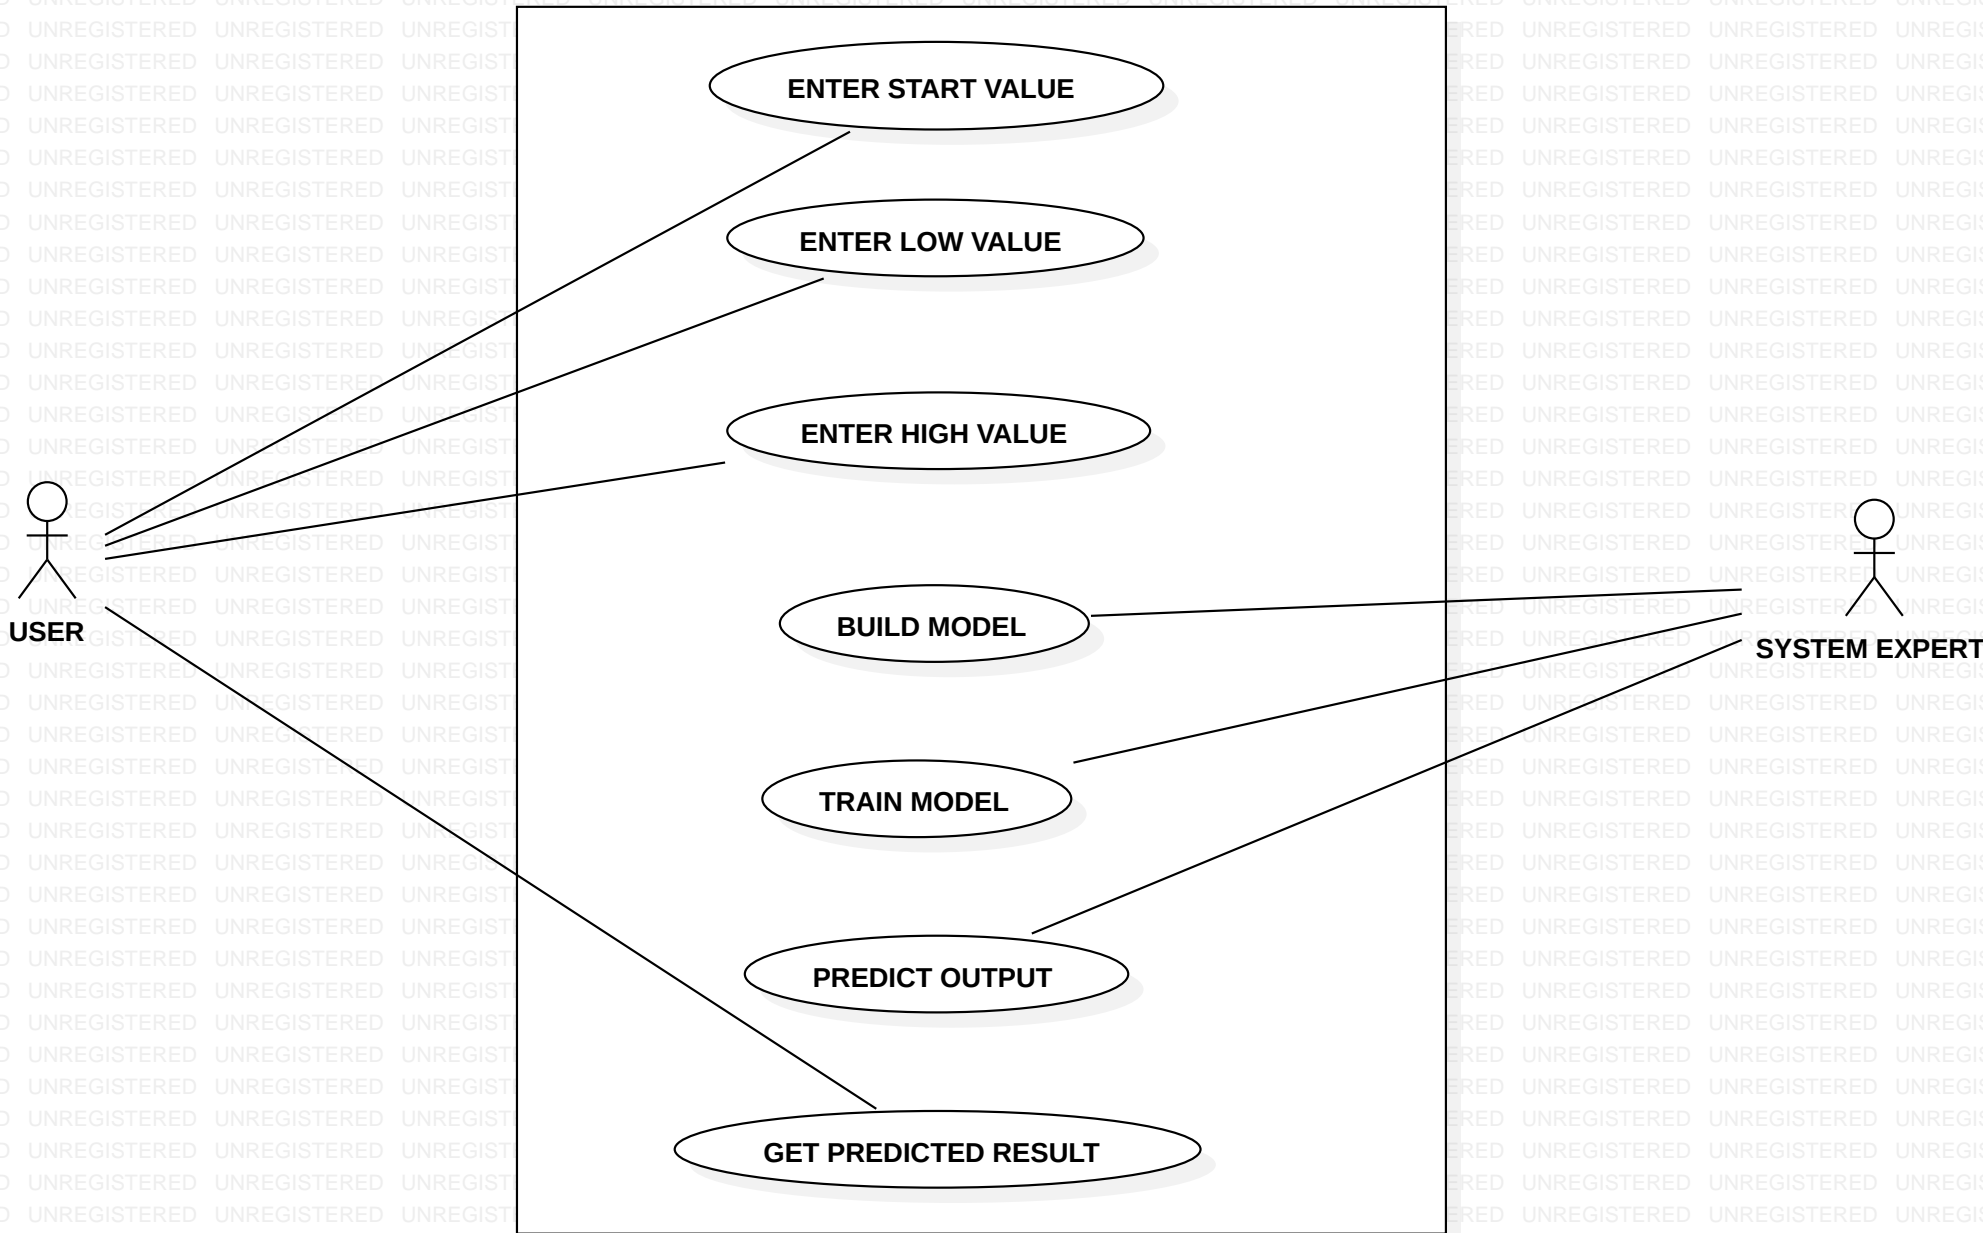 ENTER START VALUE
ENTER LOW VALUE
ENTER HIGH VALUE
BUILD MODEL
USER
SYSTEM EXPERT
TRAIN MODEL
PREDICT OUTPUT
GET PREDICTED RESULT
UNREGISTERED